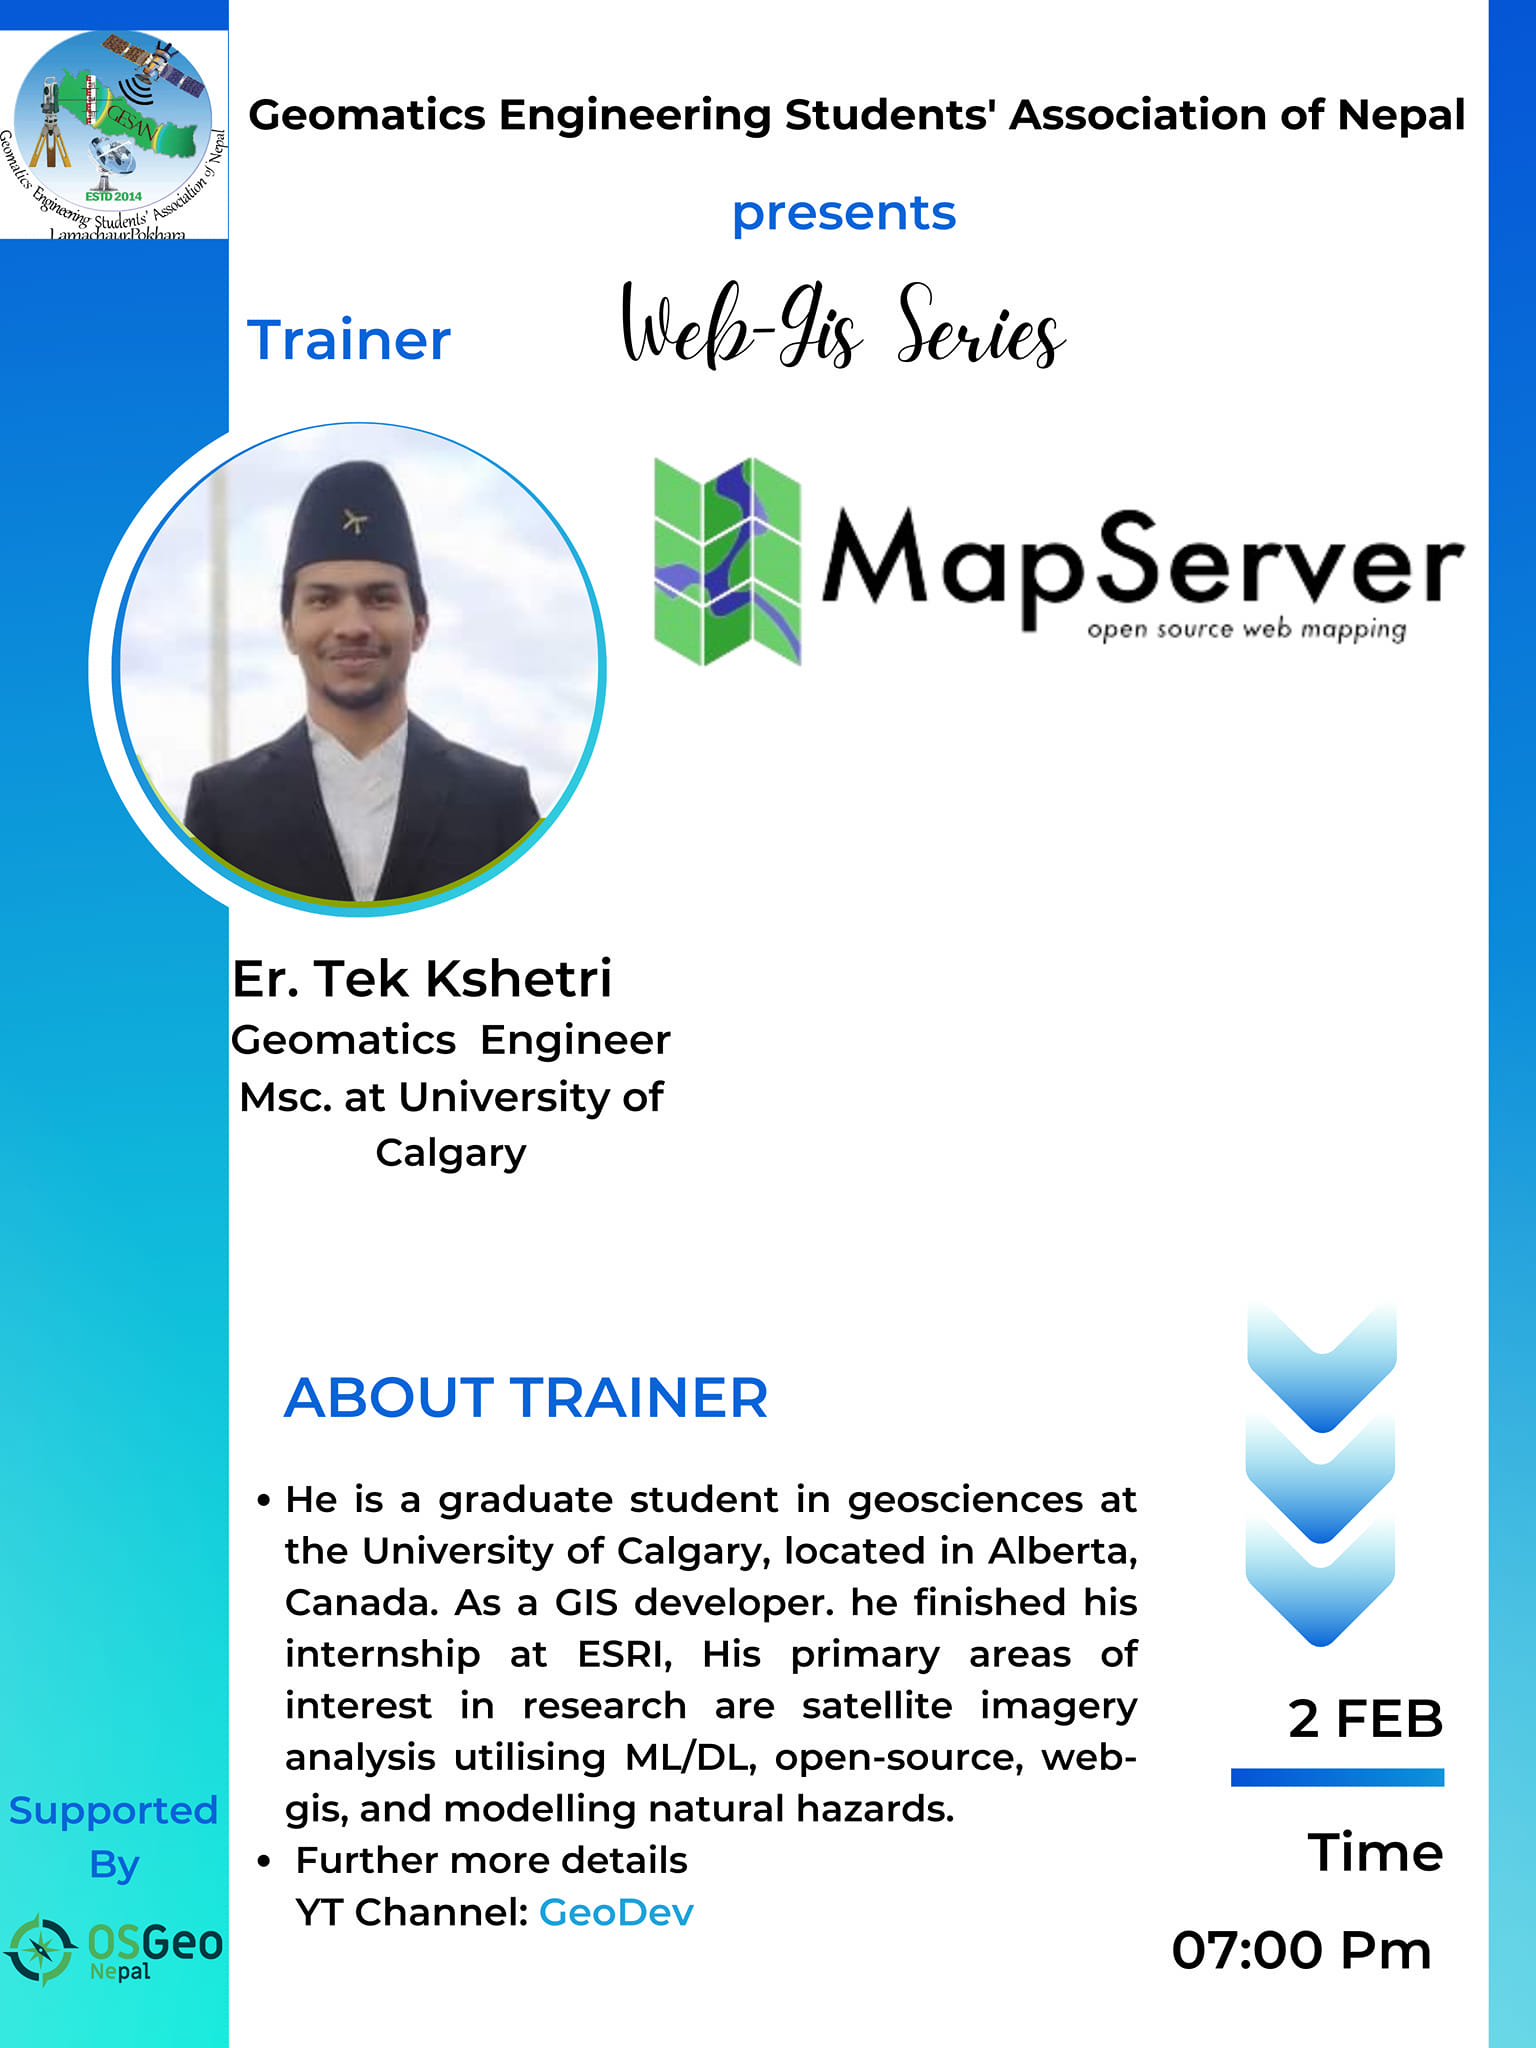 GESAN
ESTD 2014
Geomatics Engineering Students' Association of Nepal
Lamachaur,Pokhara
Geomatics Engineering Students' Association of Nepal
presents
Web-Gis Series
Trainer
MapServer
open source web mapping
Er. Tek Kshetri
Geomatics Engineer
Msc. at University of
Calgary
ABOUT TRAINER
• He is a graduate student in geosciences at
the University of Calgary, located in Alberta,
Canada. As a GIS developer. he finished his
internship at ESRI, His primary areas of
interest in research are satellite imagery
analysis utilising ML/DL, open-source, web-
gis, and modelling natural hazards.
• Further more details
YT Channel: GeoDev
2 FEB
Time
07:00 Pm
Supported
By
OSGeo
Nepal